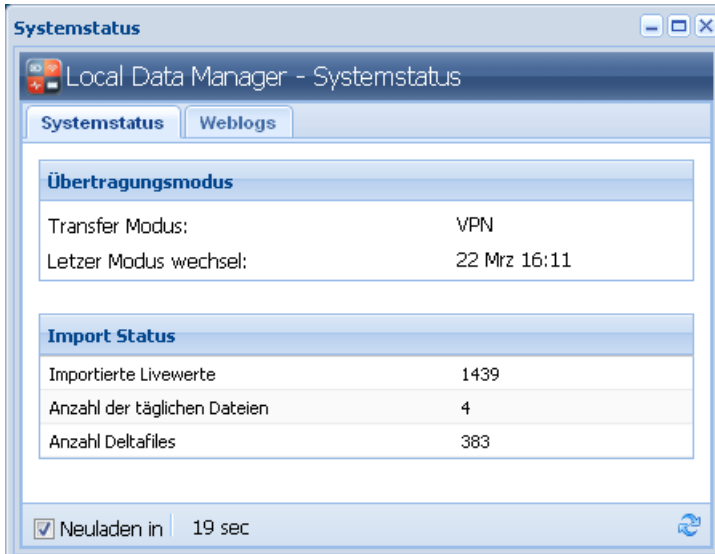 Systemstatus
Local Data Manager - Systemstatus
Systemstatus Weblogs
Übertragungsmodus
Transfer Modus: VPN
Letzer Modus wechsel: 22 Mrz 16:11
Import Status
Importierte Livewerte 1439
Anzahl der täglichen Dateien 4
Anzahl Deltafiles 383
Neuladen in 19 sec